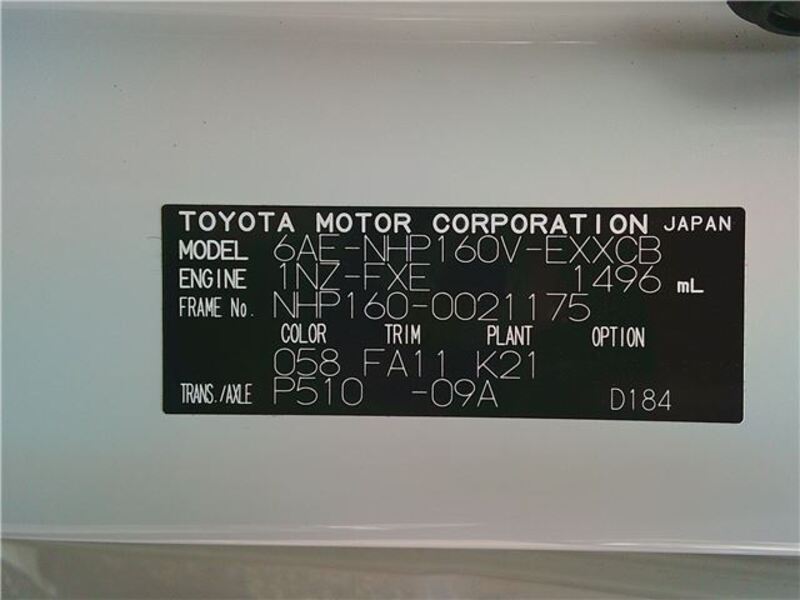 TOYOTA MOTOR CORPORATION JAPAN
MODEL 6AE-NHP160V-EXXCB
ENGINE 1NZ-FXE 1496 mL
FRAME No. NHP160-0021175
COLOR TRIM PLANT OPTION
058 FA11 K21
TRANS./AXLE P510 -09A D184